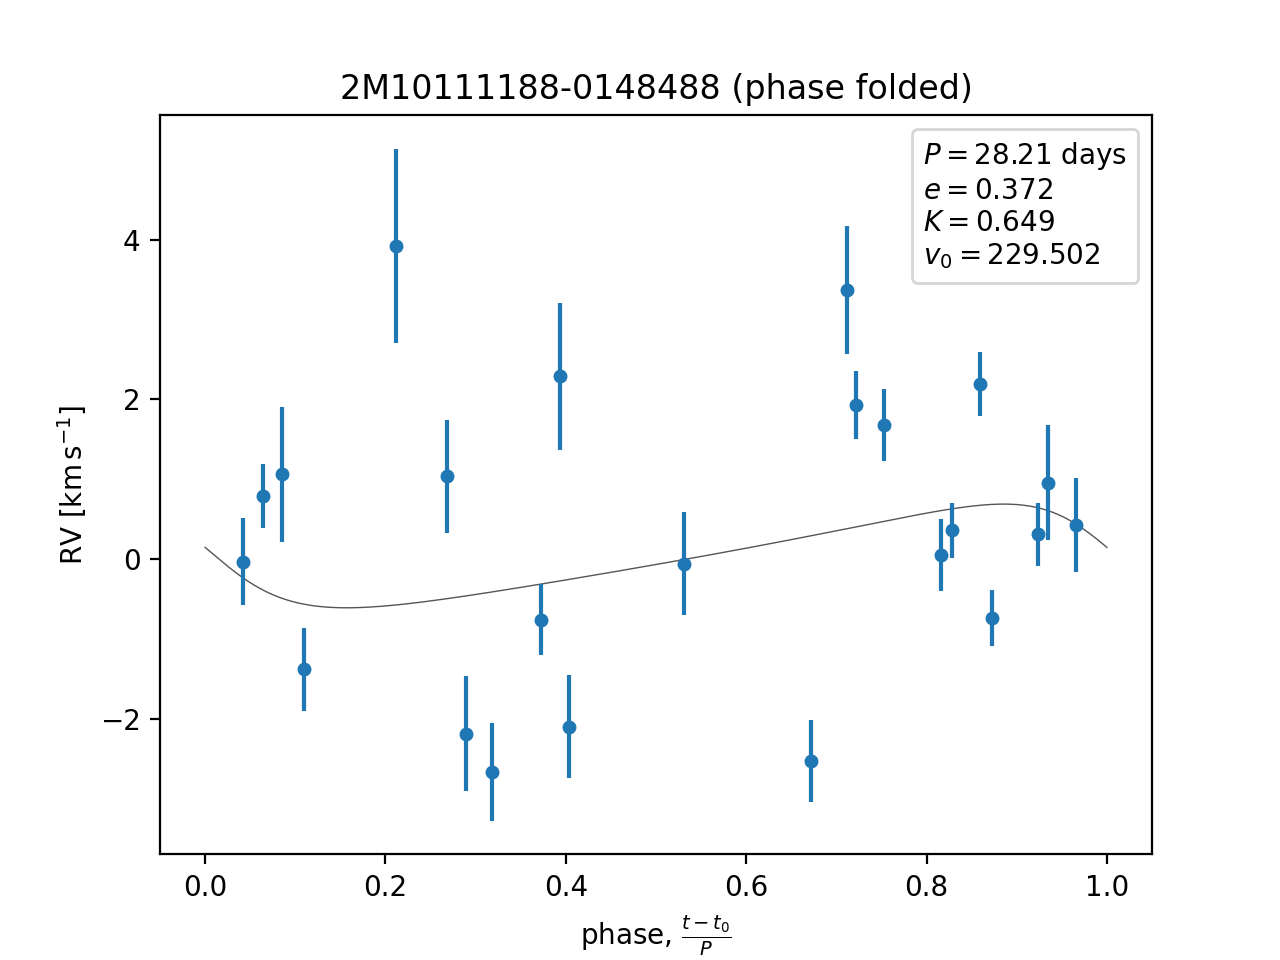 2M10111188-0148488 (phase folded)
P = 28.21 days
e = 0.372
K = 0.649
v₀ = 229.502
4
2
0
−2
RV [km s⁻¹]
0.0 0.2 0.4 0.6 0.8 1.0
phase, (t − t₀)/P